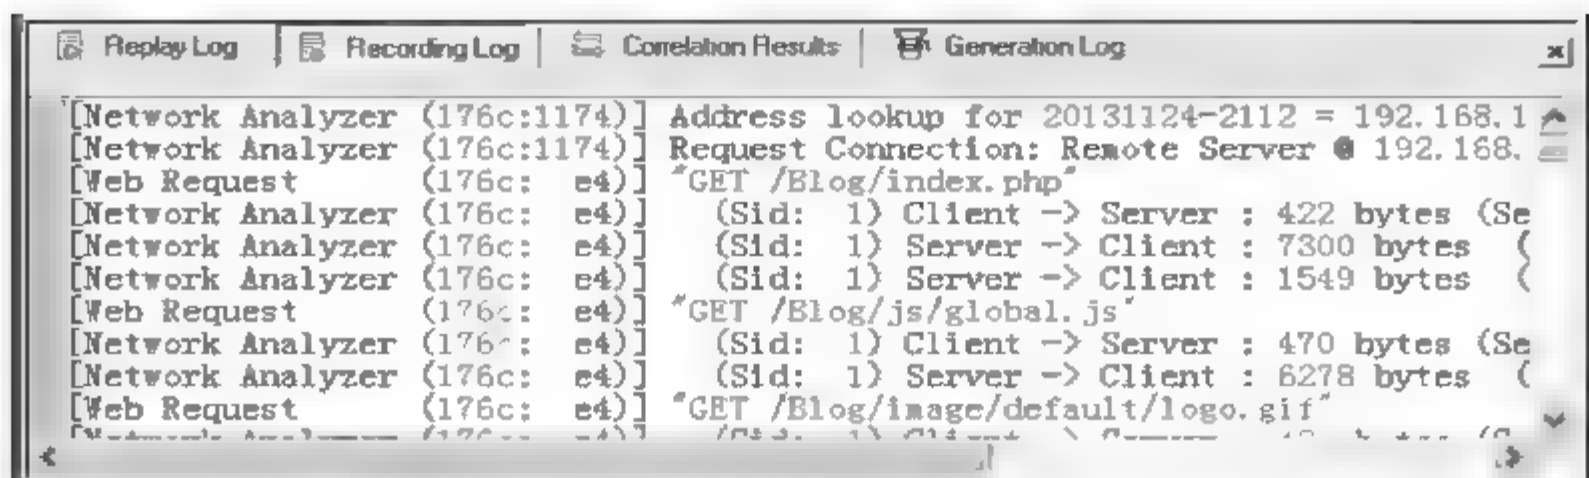 Replay Log Recording Log Correlation Results Generation Log
[Network Analyzer (176c:1174)] Address lookup for 20131124-2112 = 192.168.1
[Network Analyzer (176c:1174)] Request Connection: Remote Server @ 192.168.
[Web Request (176c: e4)] "GET /Blog/index.php"
[Network Analyzer (176c: e4)] (Sid: 1) Client -> Server : 422 bytes (Se
[Network Analyzer (176c: e4)] (Sid: 1) Server -> Client : 7300 bytes (
[Network Analyzer (176c: e4)] (Sid: 1) Server -> Client : 1549 bytes (
[Web Request (176c: e4)] "GET /Blog/js/global.js"
[Network Analyzer (176c: e4)] (Sid: 1) Client -> Server : 470 bytes (Se
[Network Analyzer (176c: e4)] (Sid: 1) Server -> Client : 6278 bytes (
[Web Request (176c: e4)] "GET /Blog/image/default/logo.gif"